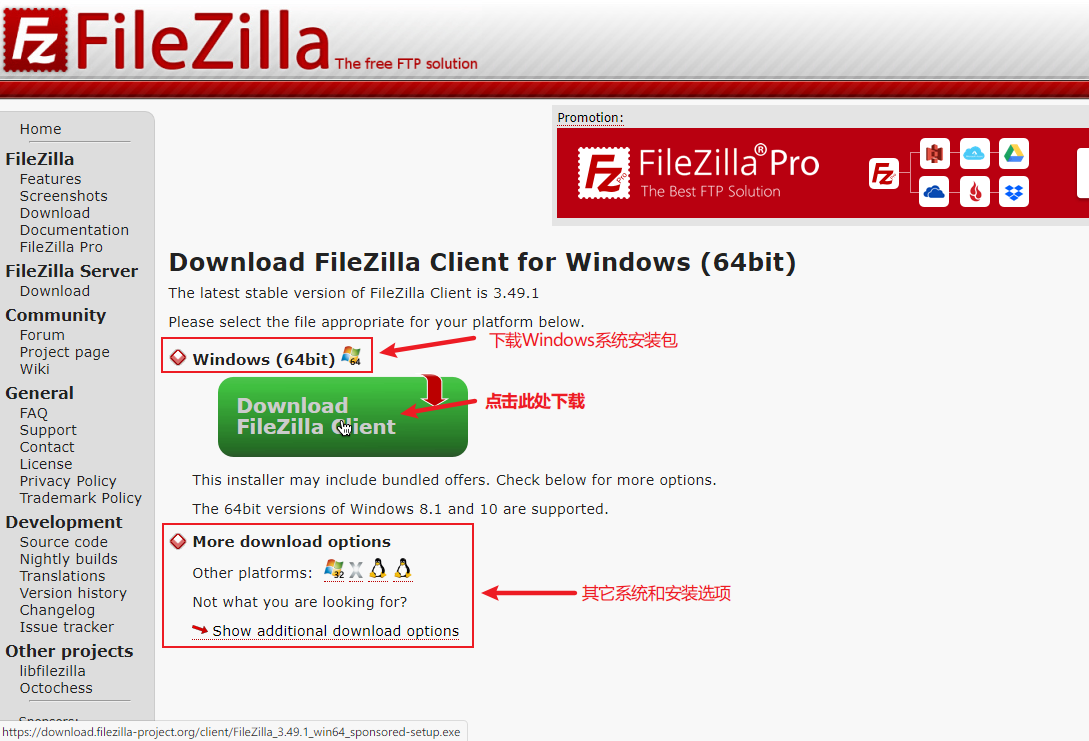 FileZilla The free FTP solution
Home
FileZilla
Features
Screenshots
Download
Documentation
FileZilla Pro
FileZilla Server
Download
Community
Forum
Project page
Wiki
General
FAQ
Support
Contact
License
Privacy Policy
Trademark Policy
Development
Source code
Nightly builds
Translations
Version history
Changelog
Issue tracker
Other projects
libfilezilla
Octochess
Promotion:
FileZilla®Pro
The Best FTP Solution
Download FileZilla Client for Windows (64bit)
The latest stable version of FileZilla Client is 3.49.1
Please select the file appropriate for your platform below.
下载Windows系统安装包
Windows (64bit) 64
Download
FileZilla Client
点击此处下载
This installer may include bundled offers. Check below for more options.
The 64bit versions of Windows 8.1 and 10 are supported.
More download options
Other platforms: 32
Not what you are looking for?
Show additional download options
其它系统和安装选项
https://download.filezilla-project.org/client/FileZilla_3.49.1_win64_sponsored-setup.exe